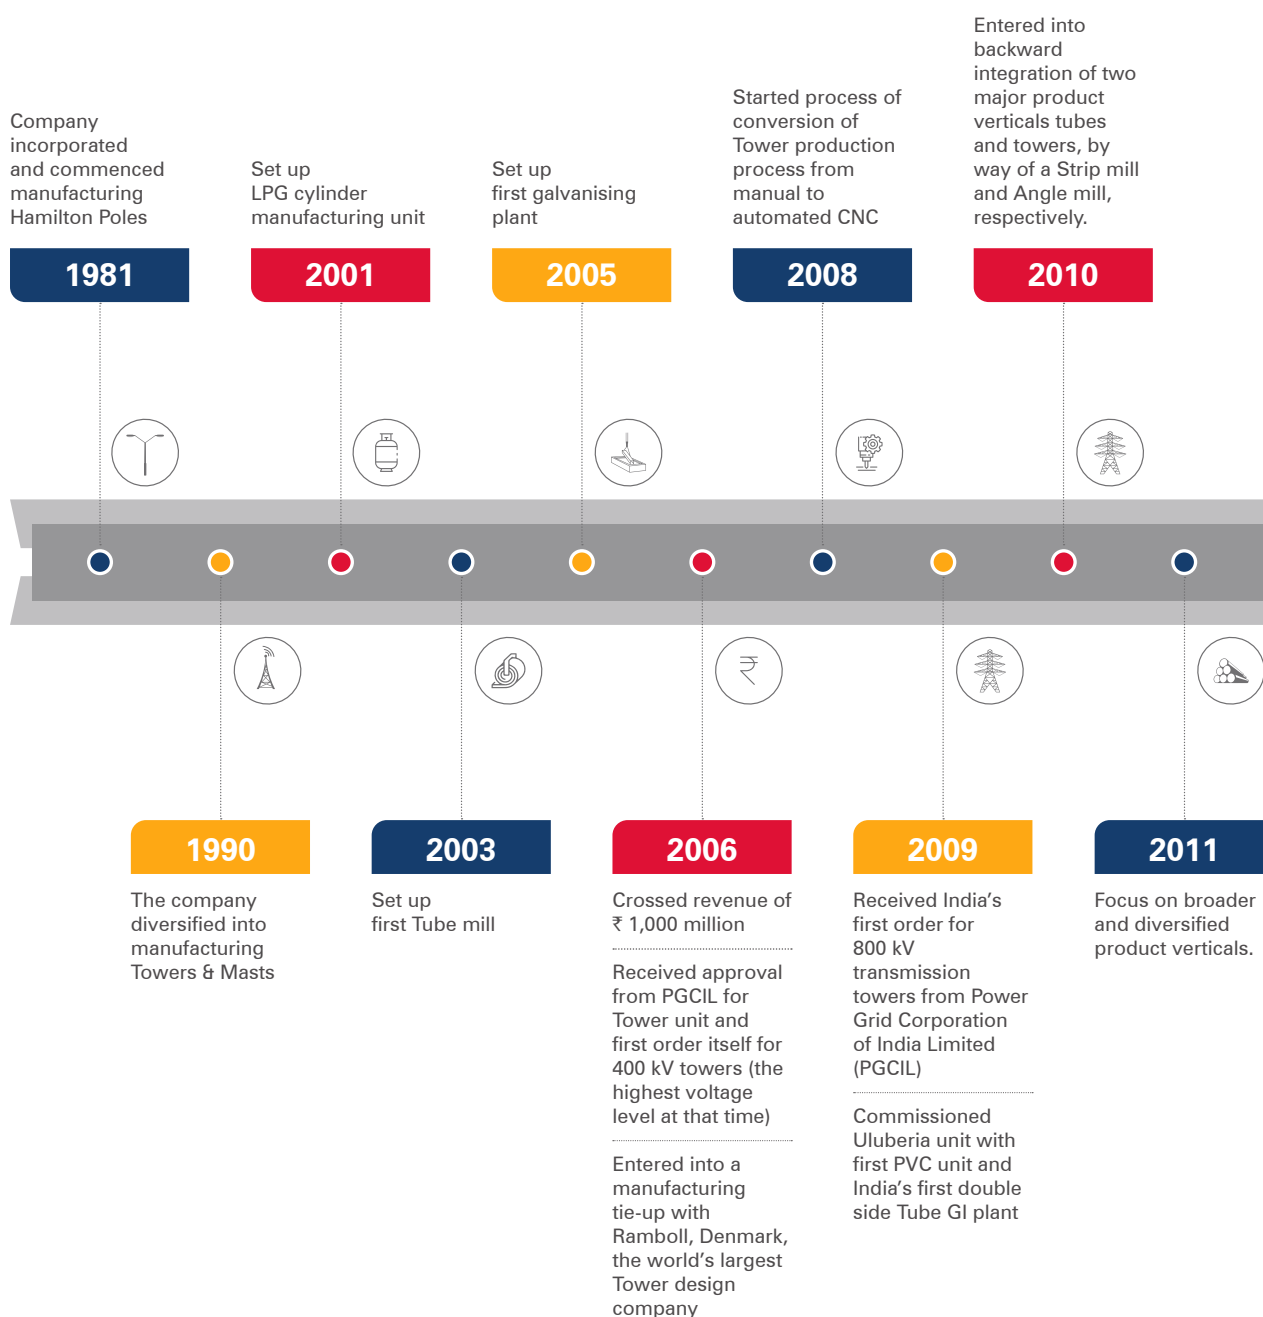 Company
incorporated
and commenced
manufacturing
Hamilton Poles
1981
Set up
LPG cylinder
manufacturing unit
2001
Set up
first galvanising
plant
2005
Started process of
conversion of
Tower production
process from
manual to
automated CNC
2008
Entered into
backward
integration of two
major product
verticals tubes
and towers, by
way of a Strip mill
and Angle mill,
respectively.
2010
₹
1990
The company
diversified into
manufacturing
Towers & Masts
2003
Set up
first Tube mill
2006
Crossed revenue of
₹ 1,000 million
Received approval
from PGCIL for
Tower unit and
first order itself for
400 kV towers (the
highest voltage
level at that time)
Entered into a
manufacturing
tie-up with
Ramboll, Denmark,
the world's largest
Tower design
company
2009
Received India's
first order for
800 kV
transmission
towers from Power
Grid Corporation
of India Limited
(PGCIL)
Commissioned
Uluberia unit with
first PVC unit and
India's first double
side Tube GI plant
2011
Focus on broader
and diversified
product verticals.